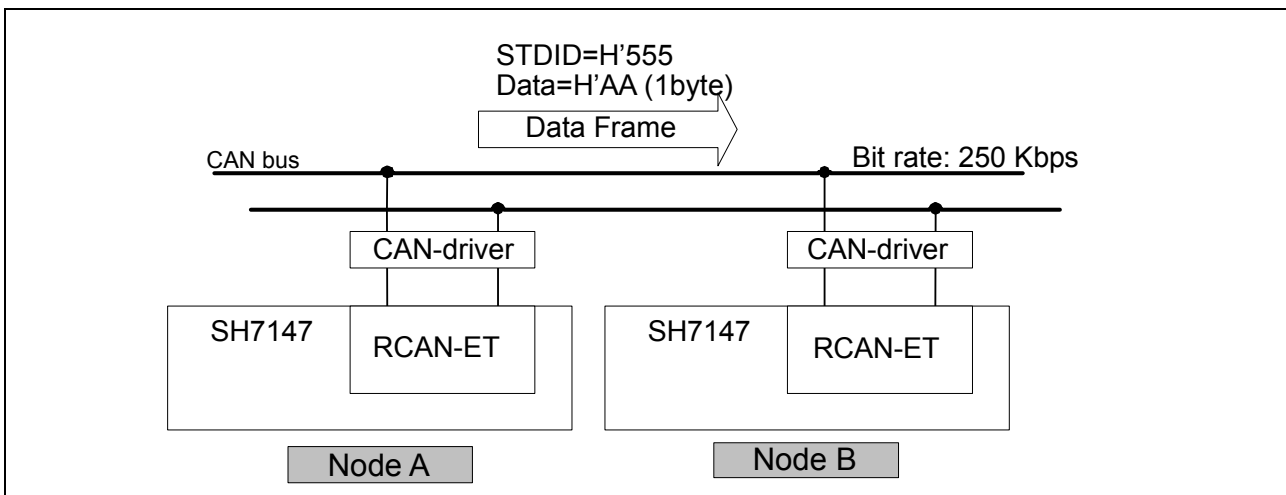 STDID=H'555
Data=H'AA (1byte)
Data Frame
CAN bus
Bit rate: 250 Kbps
CAN-driver
CAN-driver
SH7147
RCAN-ET
SH7147
RCAN-ET
Node A
Node B